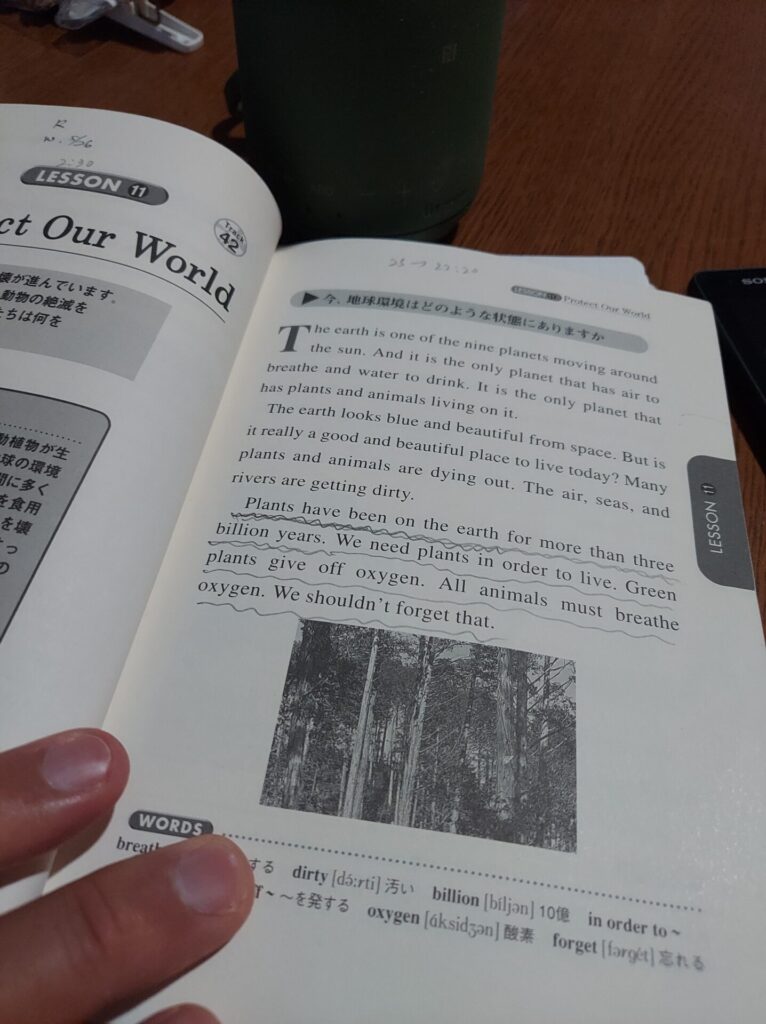 R
2:30
LESSON 11
ct Our World
Track
42
壊が進んでいます。
動物の絶滅を
ちは何を
動植物が生
球の環境
間に多く
を食用
を壊
の
23 → 22:20
LESSON 11 Protect Our World
▶ 今、地球環境はどのような状態にありますか
The earth is one of the nine planets moving around
the sun. And it is the only planet that has air to
breathe and water to drink. It is the only planet that
has plants and animals living on it.
The earth looks blue and beautiful from space. But is
it really a good and beautiful place to live today? Many
plants and animals are dying out. The air, seas, and
rivers are getting dirty.
Plants have been on the earth for more than three
billion years. We need plants in order to live. Green
plants give off oxygen. All animals must breathe
oxygen. We shouldn't forget that.
LESSON 11
WORDS
breath する dirty [də́ːrti] 汚い billion [bíljən] 10億 in order to ~
~ ~を発する oxygen [ɑ́ksidʒən] 酸素 forget [fərgét] 忘れる
SO